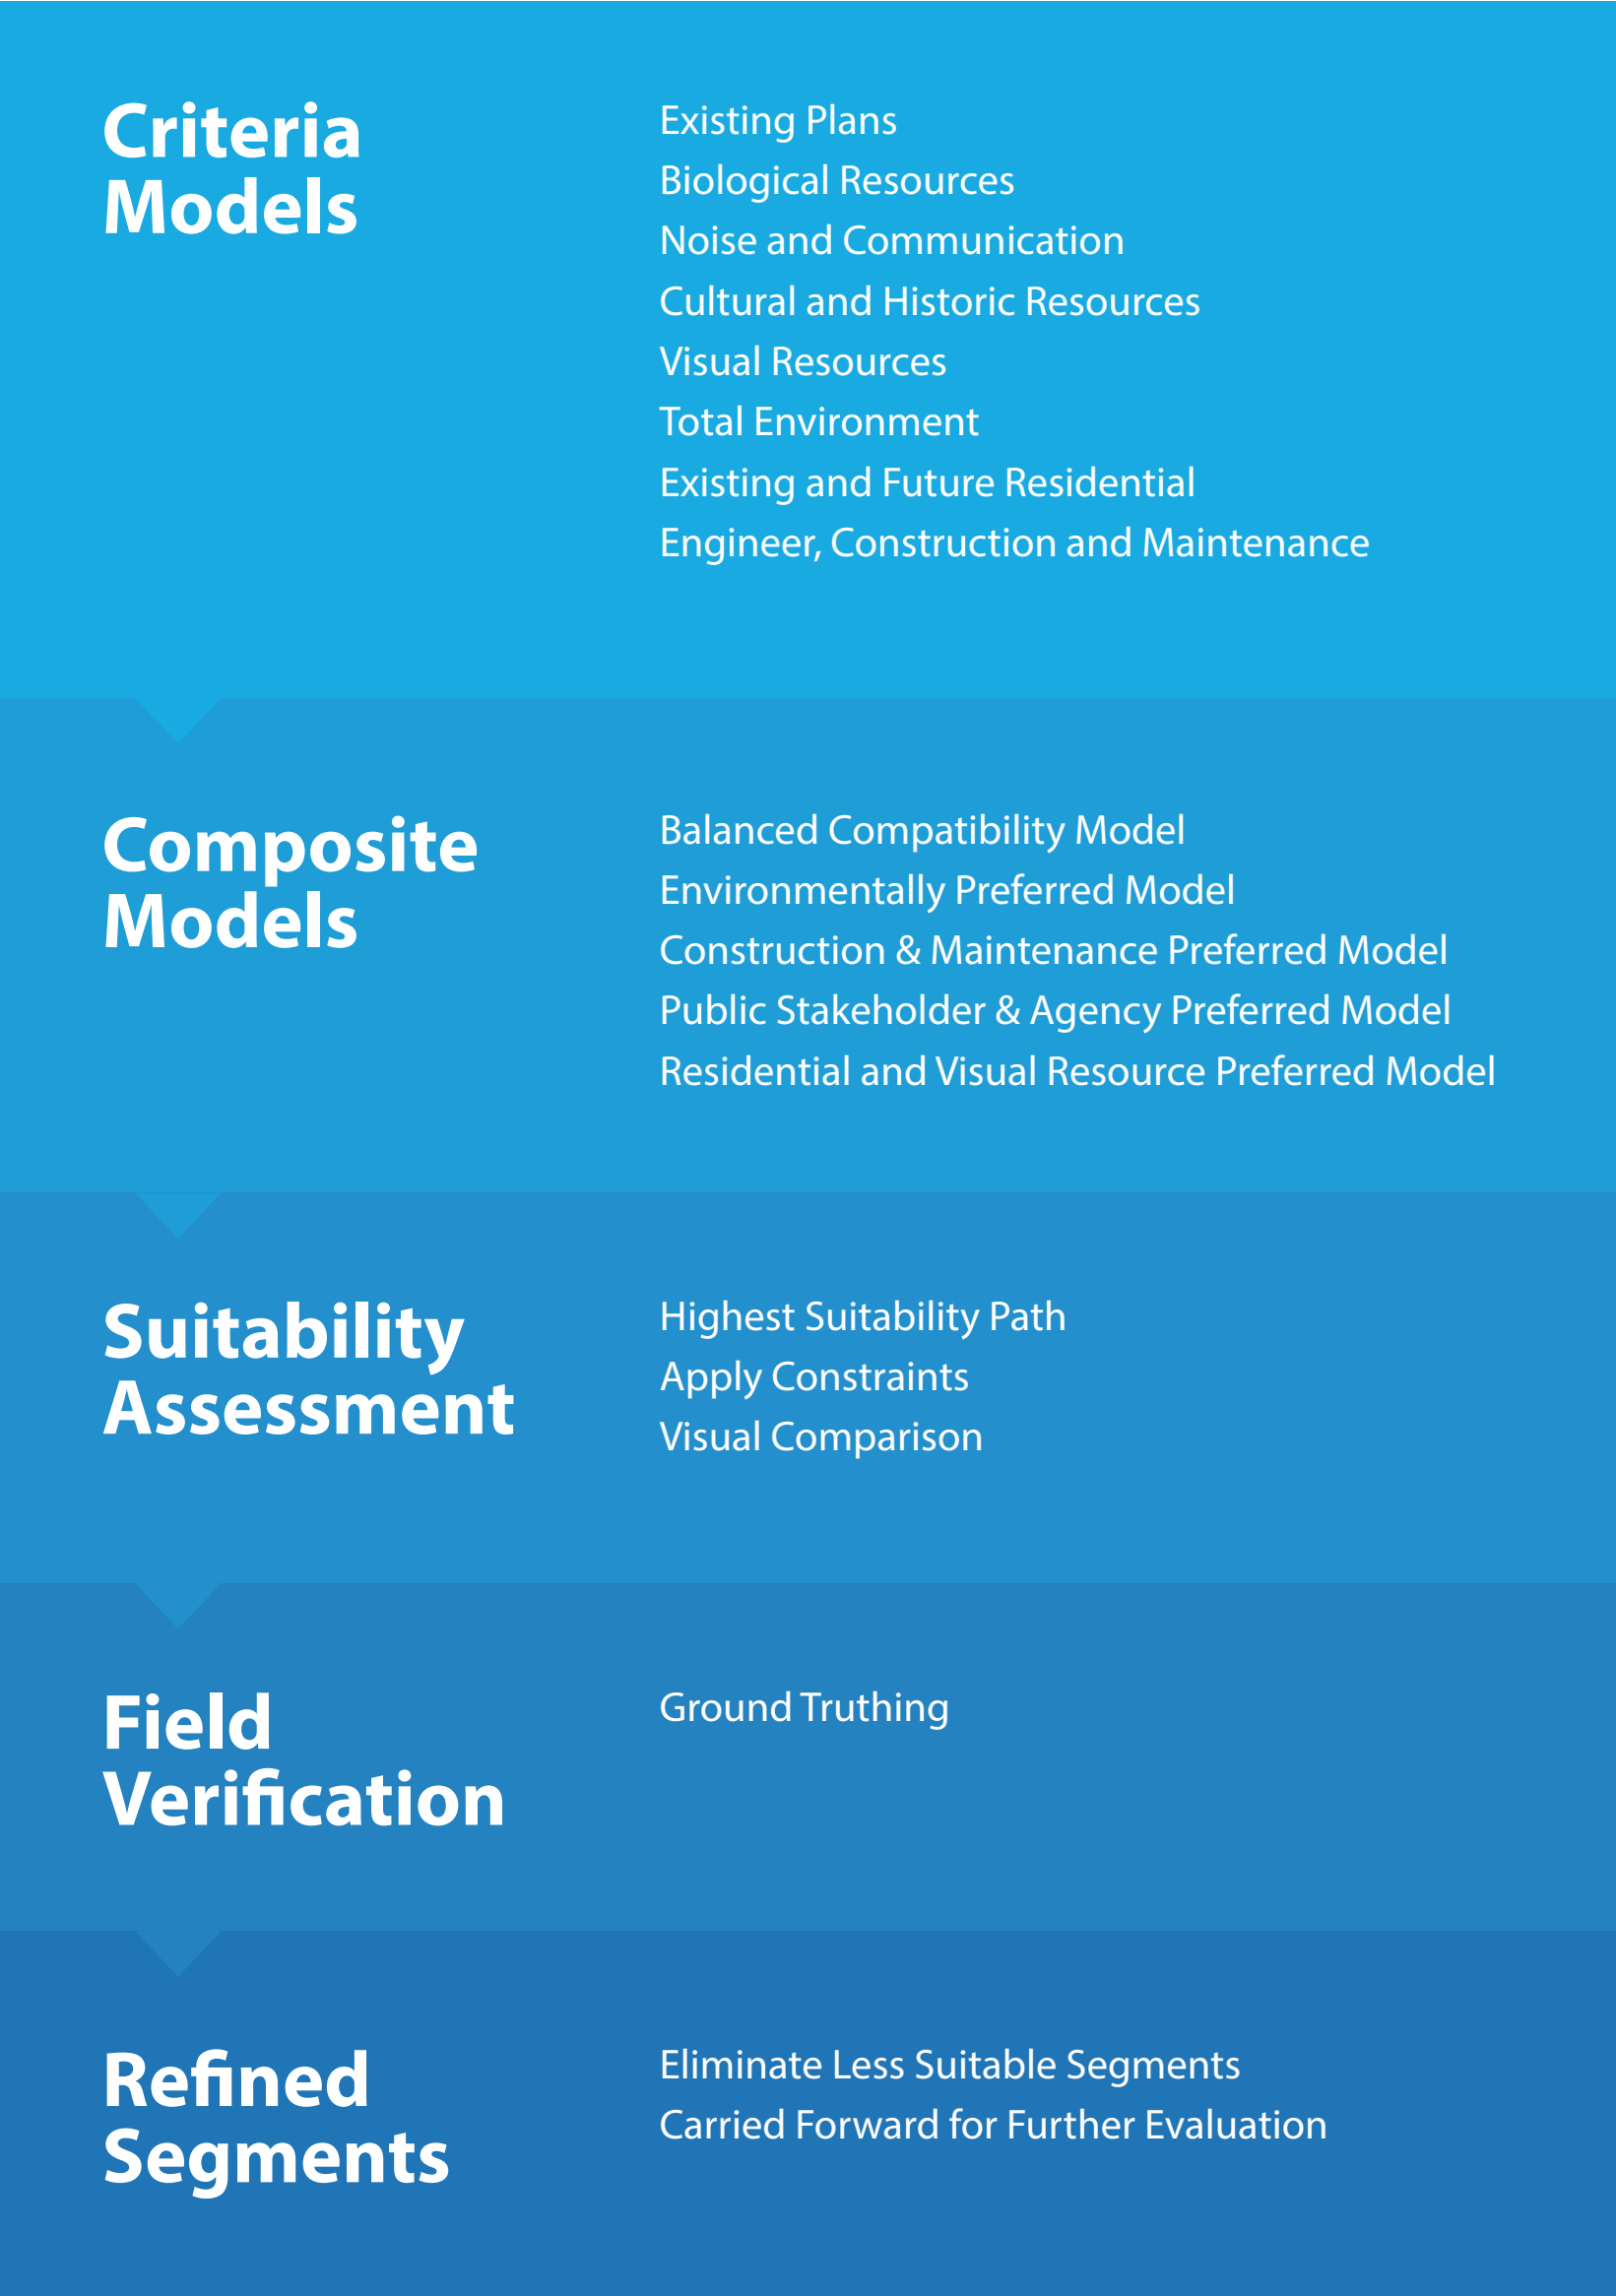 Criteria
Models
Existing Plans
Biological Resources
Noise and Communication
Cultural and Historic Resources
Visual Resources
Total Environment
Existing and Future Residential
Engineer, Construction and Maintenance
Composite
Models
Balanced Compatibility Model
Environmentally Preferred Model
Construction & Maintenance Preferred Model
Public Stakeholder & Agency Preferred Model
Residential and Visual Resource Preferred Model
Suitability
Assessment
Highest Suitability Path
Apply Constraints
Visual Comparison
Field
Verification
Ground Truthing
Refined
Segments
Eliminate Less Suitable Segments
Carried Forward for Further Evaluation